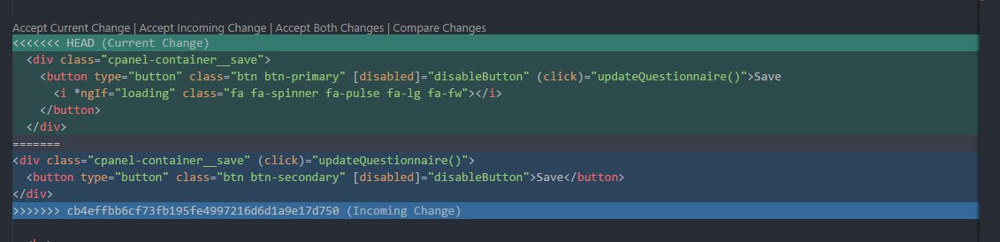 Accept Current Change | Accept Incoming Change | Accept Both Changes | Compare Changes
<<<<<<< HEAD (Current Change)
  <div class="cpanel-container__save">
    <button type="button" class="btn btn-primary" [disabled]="disableButton" (click)="updateQuestionnaire()">Save
      <i *ngIf="loading" class="fa fa-spinner fa-pulse fa-lg fa-fw"></i>
    </button>
  </div>
=======
<div class="cpanel-container__save" (click)="updateQuestionnaire()">
  <button type="button" class="btn btn-secondary" [disabled]="disableButton">Save</button>
</div>
>>>>>>> cb4effbb6cf73fb195fe4997216d6d1a9e17d750 (Incoming Change)